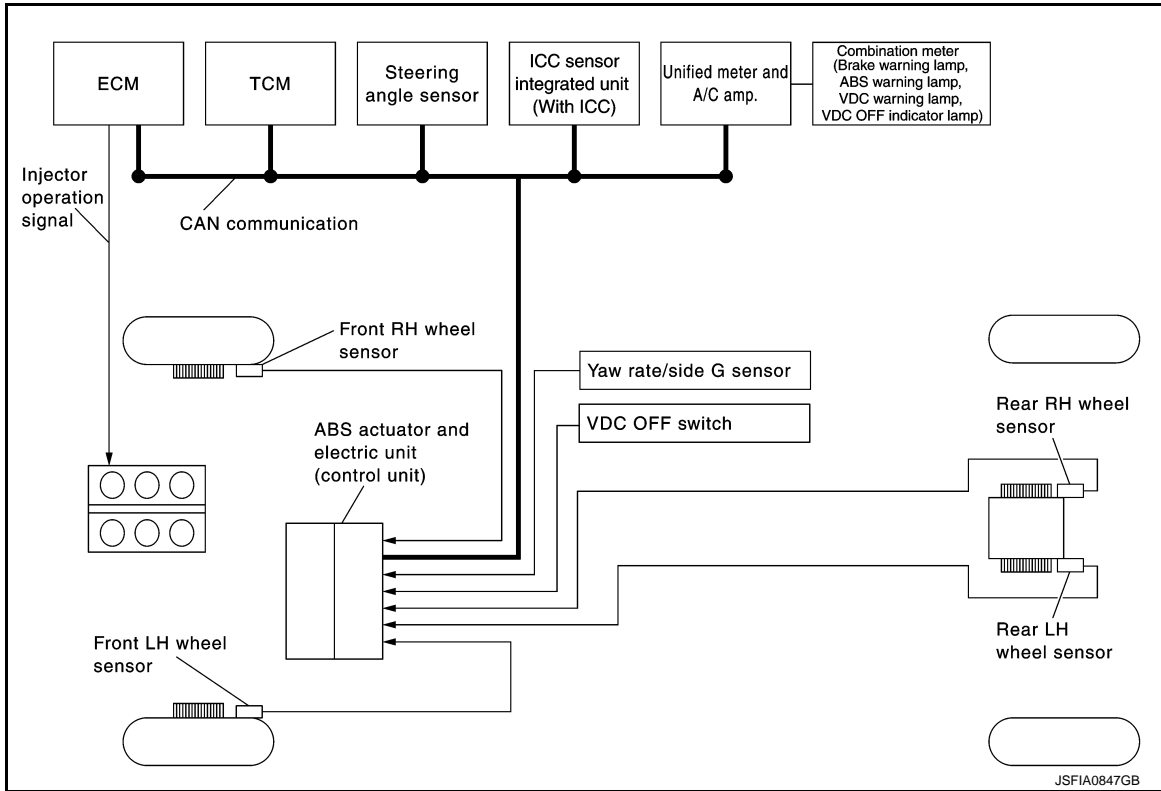 ECM
TCM
Steering
angle sensor
ICC sensor
integrated unit
(With ICC)
Unified meter and
A/C amp.
Combination meter
(Brake warning lamp,
ABS warning lamp,
VDC warning lamp,
VDC OFF indicator lamp)
Injector
operation
signal
CAN communication
Front RH wheel
sensor
Yaw rate/side G sensor
VDC OFF switch
Rear RH wheel
sensor
ABS actuator and
electric unit
(control unit)
Front LH wheel
sensor
Rear LH
wheel sensor
JSFIA0847GB